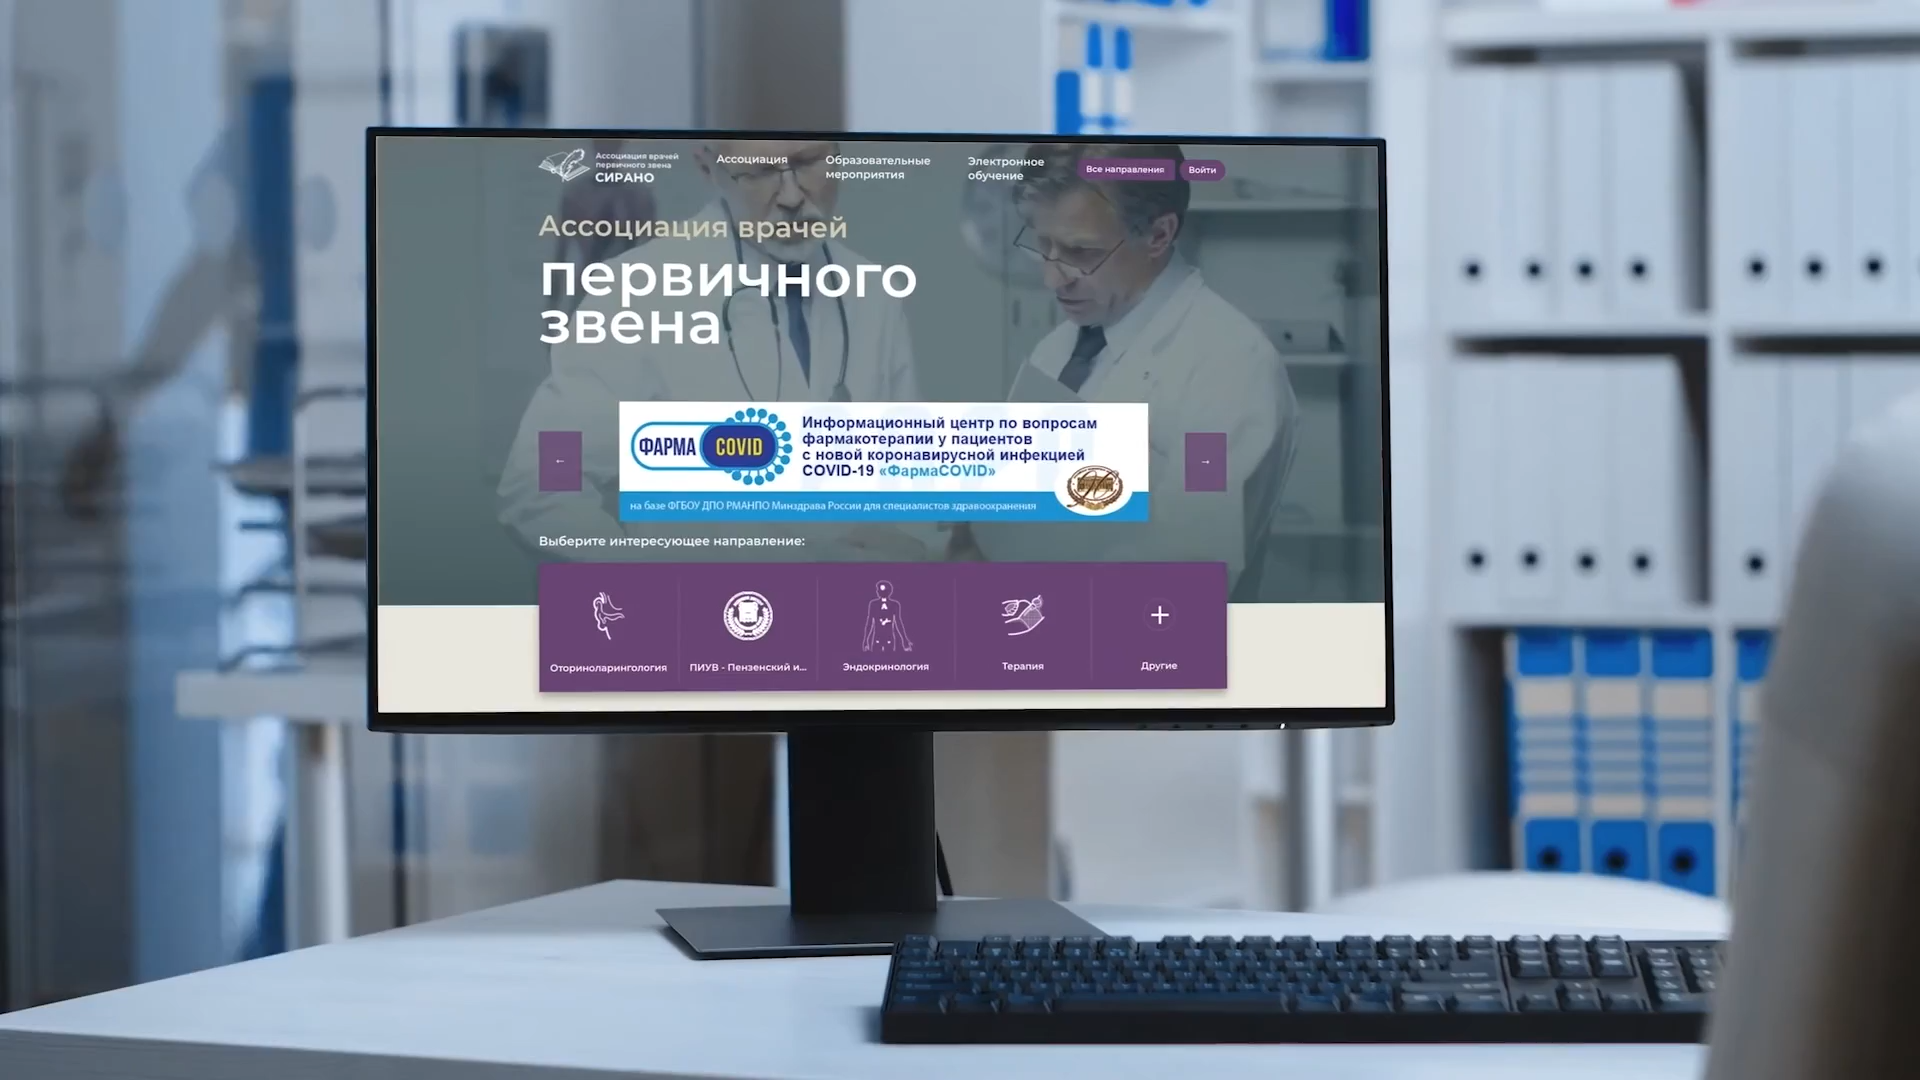 Ассоциация врачей
первичного звена
СИРАНО
Ассоциация
Образовательные
мероприятия
Электронное
обучение
Все направления
Войти
Ассоциация врачей
первичного
звена
←
ФАРМА COVID
Информационный центр по вопросам
фармакотерапии у пациентов
с новой коронавирусной инфекцией
COVID-19 «ФармаCOVID»
на базе ФГБОУ ДПО РМАНПО Минздрава России для специалистов здравоохранения
→
Выберите интересующее направление:
Оториноларингология
ПИУВ - Пензенский и...
Эндокринология
Терапия
+
Другие